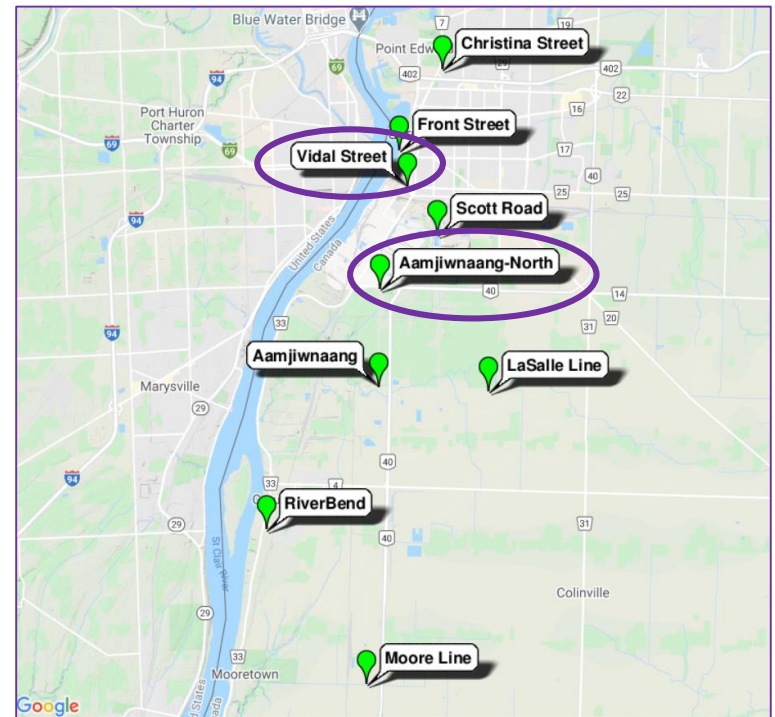 Blue Water Bridge
7
19
Point Edw
Christina Street
29
402
402
69
94
22
16
Port Huron
Charter
Township
Front Street
69
69
17
Vidal Street
40
25
25
94
Scott Road
United States
Canada
Aamjiwnaang-North
40
14
33
20
31
94
Aamjiwnaang
LaSalle Line
Marysville
29
40
94
33
4
RiverBend
29
31
40
St Clair River
Colinville
29
33
Moore Line
Mooretown
Google